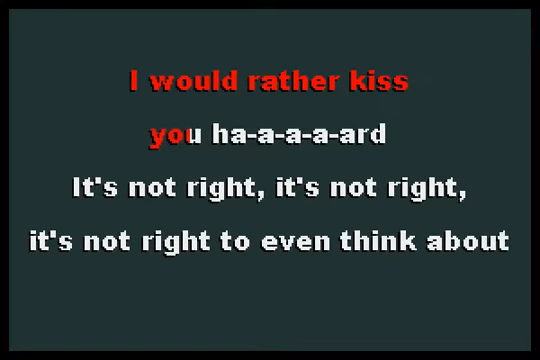 I would rather kiss
you ha-a-a-a-ard
It's not right, it's not right,
it's not right to even think about